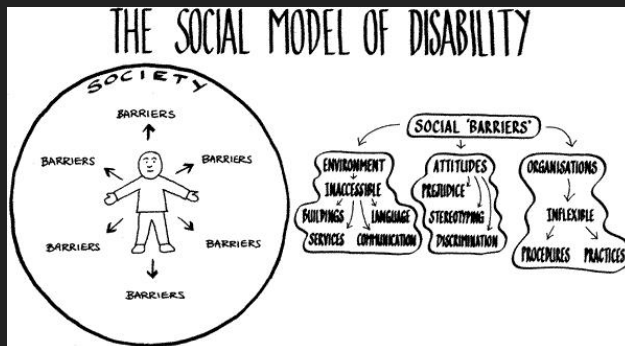 THE SOCIAL MODEL OF DISABILITY
SOCIETY
BARRIERS
BARRIERS
BARRIERS
BARRIERS
BARRIERS
BARRIERS
SOCIAL "BARRIERS"
ENVIRONMENT
INACCESSIBLE
BUILDINGS LANGUAGE
SERVICES COMMUNICATION
ATTITUDES
PREJUDICE
STEREOTYPING
DISCRIMINATION
ORGANISATIONS
INFLEXIBLE
PROCEDURES PRACTICES